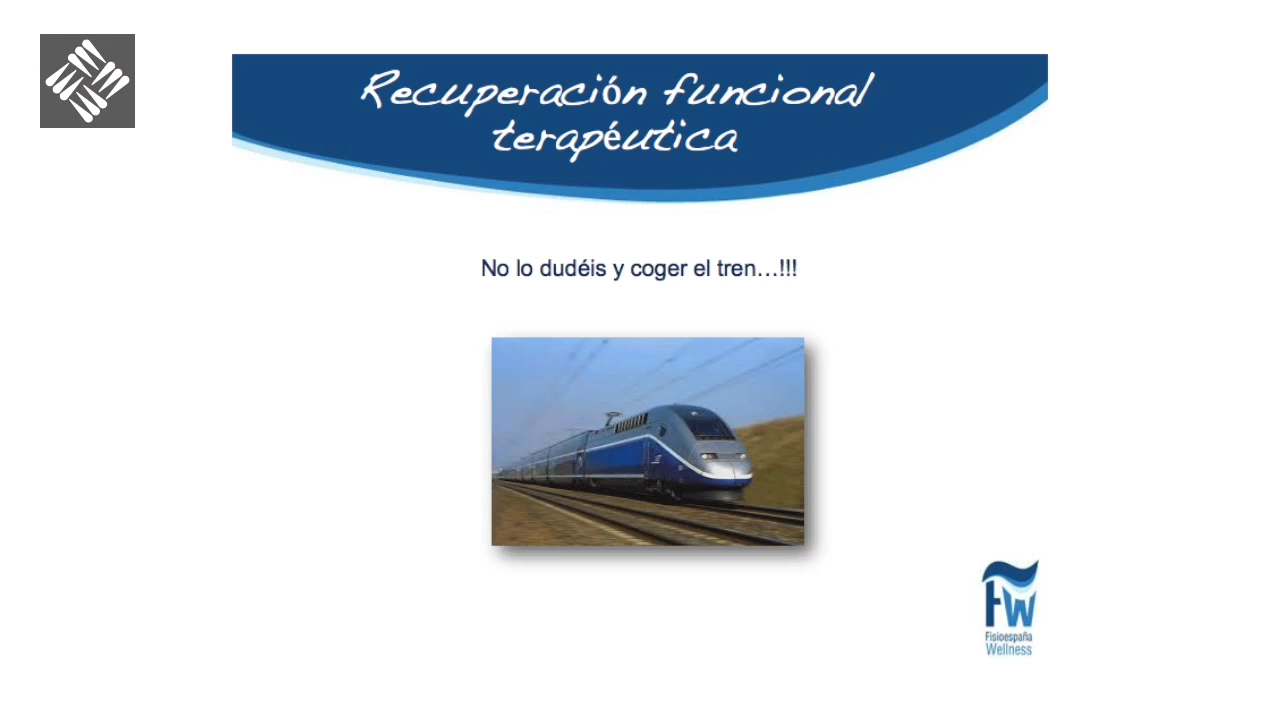 Recuperación funcional
terapéutica
No lo dudéis y coger el tren...!!!
FW
Fisioespaña
Wellness